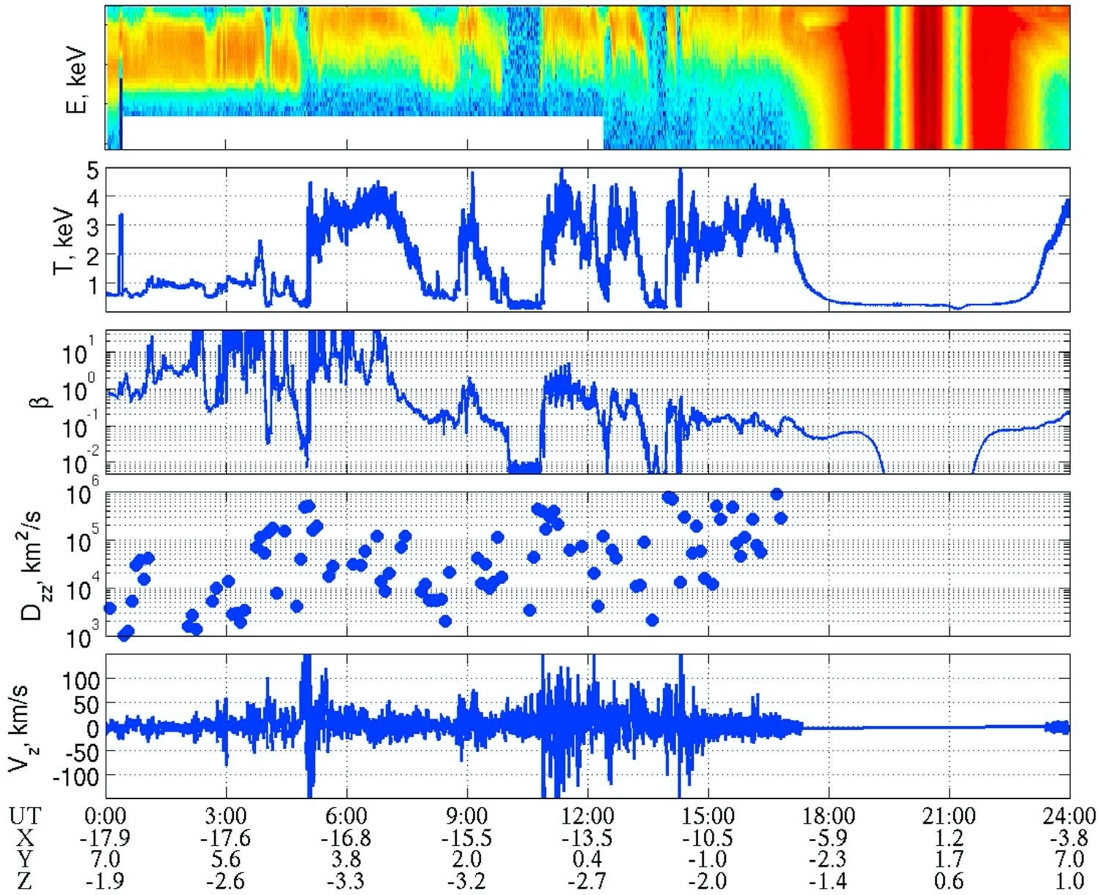 E, keV
5
4
3
2
1
T, keV
10^1
10^0
10^-1
10^-2
β
6
10
10^5
10^4
10^3
D_zz, km^2/s
100
50
0
-50
-100
V_z, km/s
UT 0:00 3:00 6:00 9:00 12:00 15:00 18:00 21:00 24:00
X -17.9 -17.6 -16.8 -15.5 -13.5 -10.5 -5.9 1.2 -3.8
Y 7.0 5.6 3.8 2.0 0.4 -1.0 -2.3 1.7 7.0
Z -1.9 -2.6 -3.3 -3.2 -2.7 -2.0 -1.4 0.6 1.0